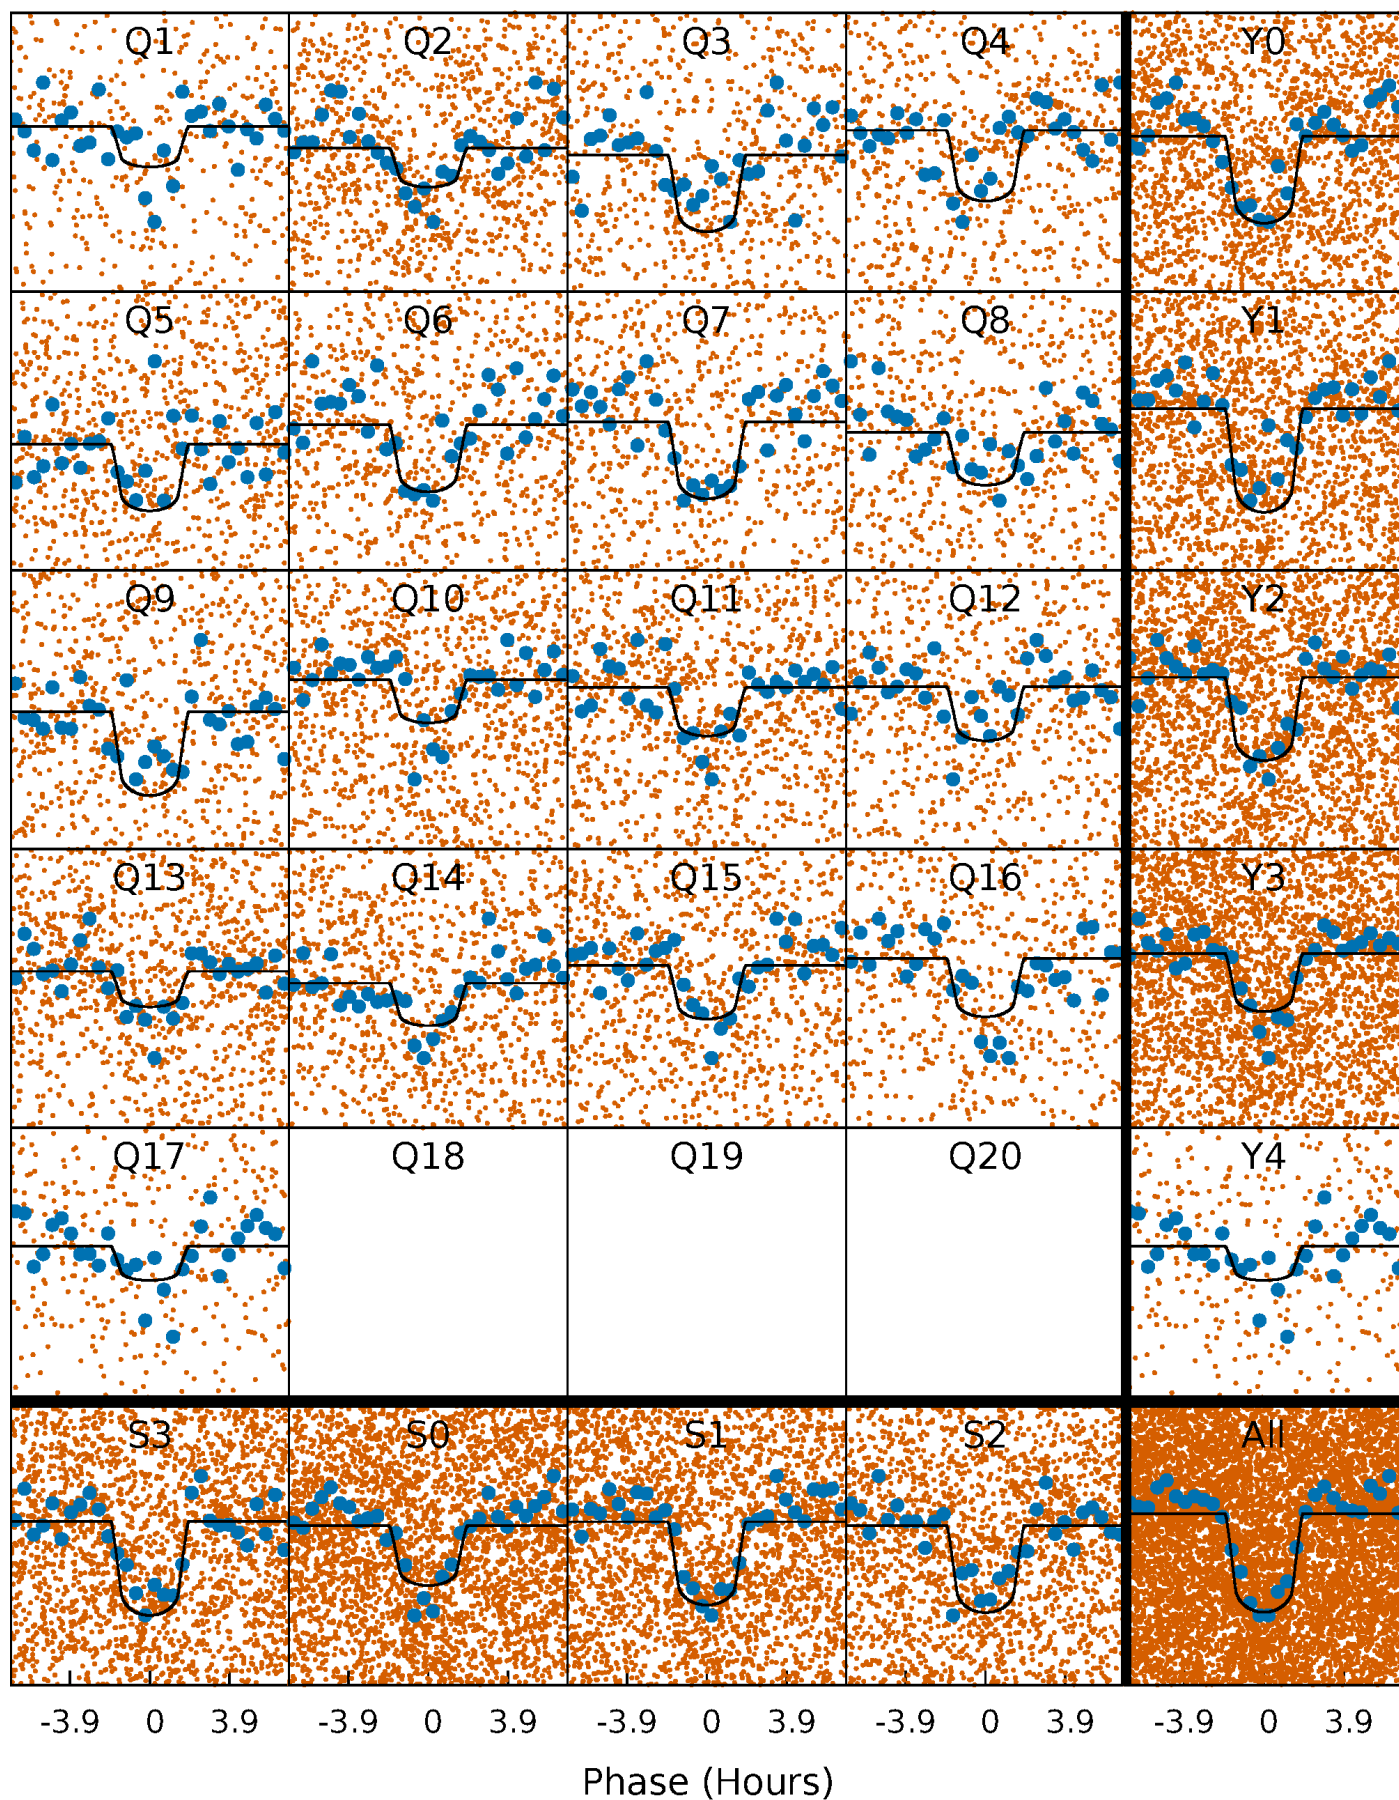 Q1 Q2 Q3 Q4 Y0
Q5 Q6 Q7 Q8 Y1
Q9 Q10 Q11 Q12 Y2
Q13 Q14 Q15 Q16 Y3
Q17 Q18 Q19 Q20 Y4
S3 S0 S1 S2 All
-3.9 0 3.9 -3.9 0 3.9 -3.9 0 3.9 -3.9 0 3.9 -3.9 0 3.9
Phase (Hours)